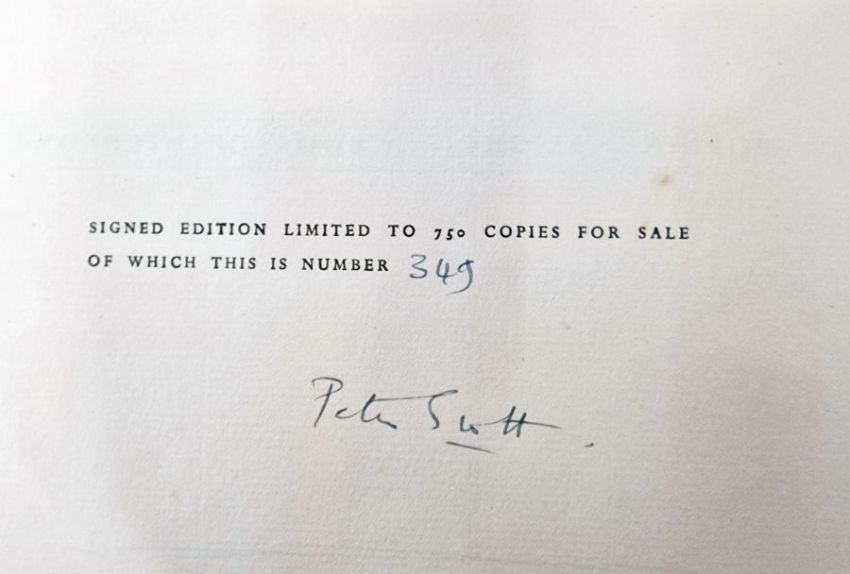 SIGNED EDITION LIMITED TO 750 COPIES FOR SALE
OF WHICH THIS IS NUMBER 349
Peter Scott.